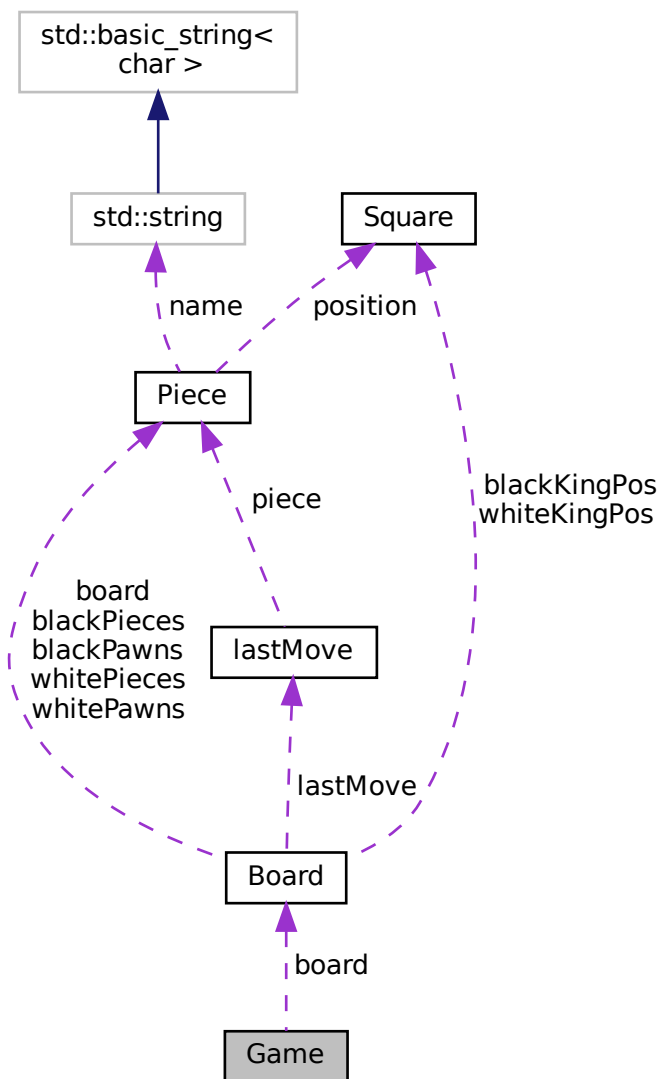 std::basic_string<
char >
std::string
Square
name
position
Piece
piece
blackKingPos
whiteKingPos
board
blackPieces
blackPawns
whitePieces
whitePawns
lastMove
lastMove
Board
board
Game